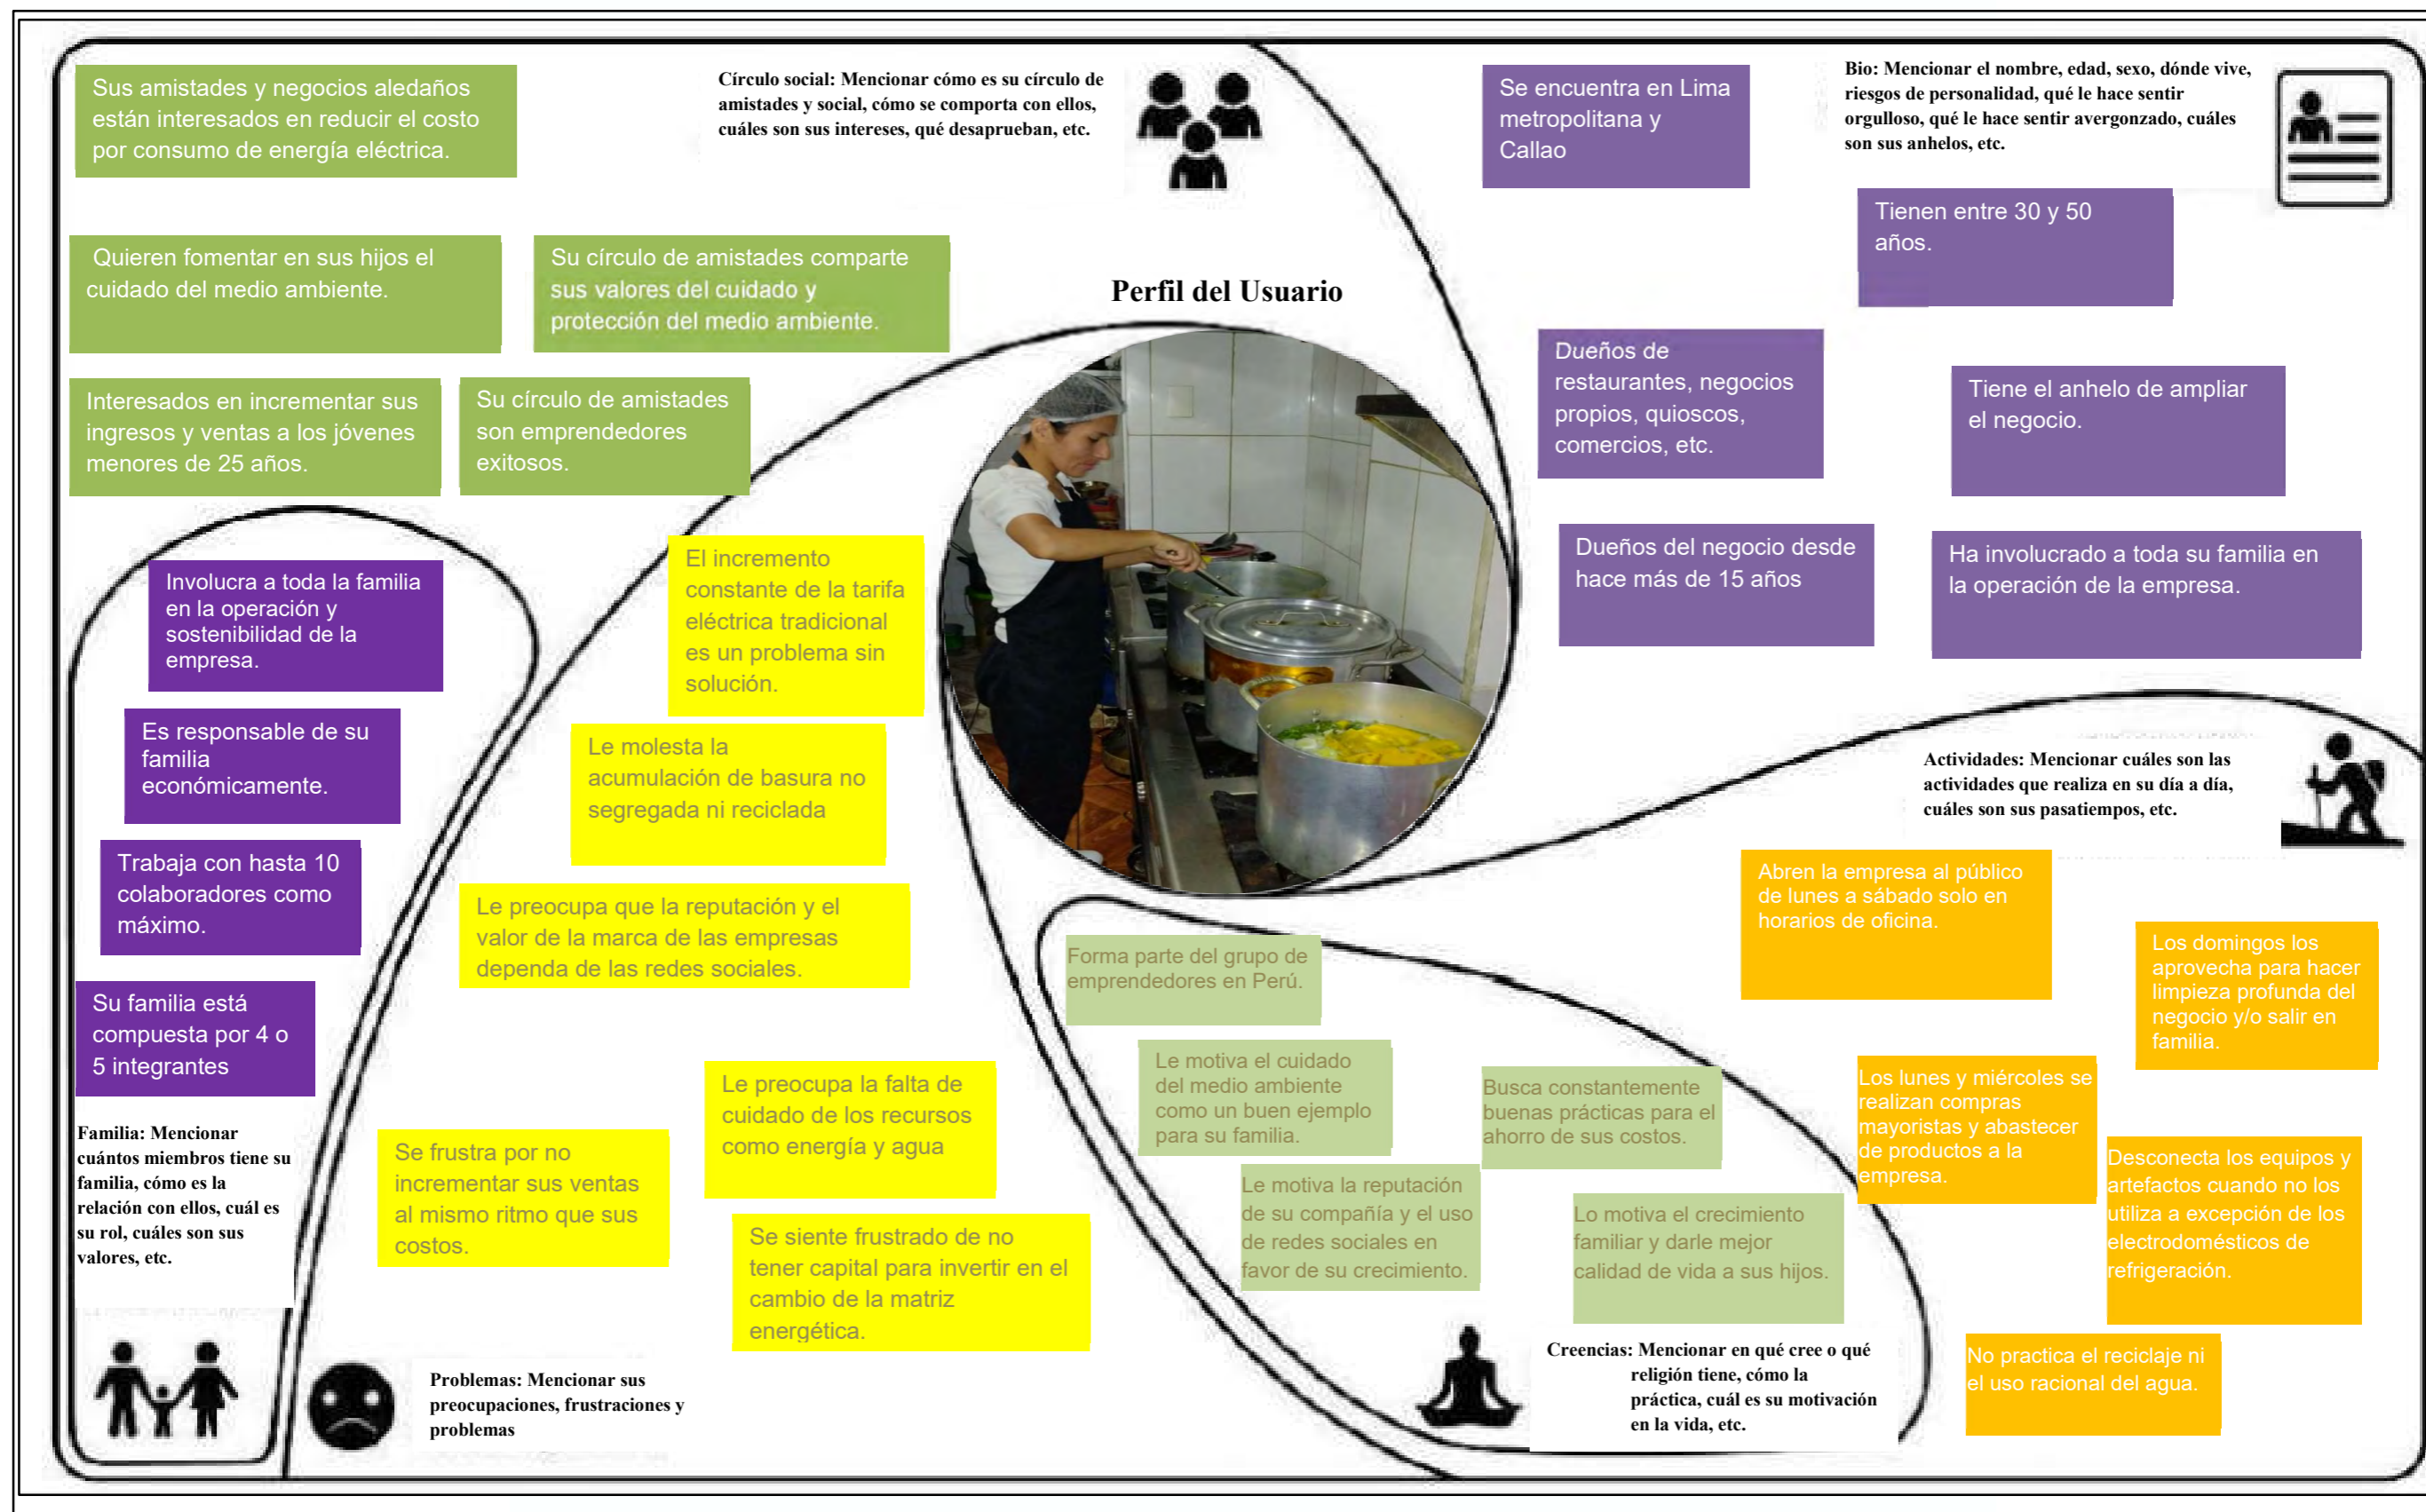 Sus amistades y negocios aledaños
están interesados en reducir el costo
por consumo de energía eléctrica.
Círculo social: Mencionar cómo es su círculo de
amistades y social, cómo se comporta con ellos,
cuáles son sus intereses, qué desaprueban, etc.
Se encuentra en Lima
metropolitana y
Callao
Bio: Mencionar el nombre, edad, sexo, dónde vive,
riesgos de personalidad, qué le hace sentir
orgulloso, qué le hace sentir avergonzado, cuáles
son sus anhelos, etc.
Tienen entre 30 y 50
años.
Quieren fomentar en sus hijos el
cuidado del medio ambiente.
Su círculo de amistades comparte
sus valores del cuidado y
protección del medio ambiente.
Perfil del Usuario
Dueños de
restaurantes, negocios
propios, quioscos,
comercios, etc.
Tiene el anhelo de ampliar
el negocio.
Interesados en incrementar sus
ingresos y ventas a los jóvenes
menores de 25 años.
Su círculo de amistades
son emprendedores
exitosos.
Dueños del negocio desde
hace más de 15 años
Ha involucrado a toda su familia en
la operación de la empresa.
Involucra a toda la familia
en la operación y
sostenibilidad de la
empresa.
Es responsable de su
familia
económicamente.
Trabaja con hasta 10
colaboradores como
máximo.
Su familia está
compuesta por 4 o
5 integrantes
Familia: Mencionar
cuántos miembros tiene su
familia, cómo es la
relación con ellos, cuál es
su rol, cuáles son sus
valores, etc.
El incremento
constante de la tarifa
eléctrica tradicional
es un problema sin
solución.
Le molesta la
acumulación de basura no
segregada ni reciclada
Le preocupa que la reputación y el
valor de la marca de las empresas
dependa de las redes sociales.
Le preocupa la falta de
cuidado de los recursos
como energía y agua
Se frustra por no
incrementar sus ventas
al mismo ritmo que sus
costos.
Se siente frustrado de no
tener capital para invertir en el
cambio de la matriz
energética.
Problemas: Mencionar sus
preocupaciones, frustraciones y
problemas
Forma parte del grupo de
emprendedores en Perú.
Le motiva el cuidado
del medio ambiente
como un buen ejemplo
para su familia.
Busca constantemente
buenas prácticas para el
ahorro de sus costos.
Le motiva la reputación
de su compañía y el uso
de redes sociales en
favor de su crecimiento.
Lo motiva el crecimiento
familiar y darle mejor
calidad de vida a sus hijos.
Creencias: Mencionar en qué cree o qué
religión tiene, cómo la
práctica, cuál es su motivación
en la vida, etc.
Actividades: Mencionar cuáles son las
actividades que realiza en su día a día,
cuáles son sus pasatiempos, etc.
Abren la empresa al público
de lunes a sábado solo en
horarios de oficina.
Los domingos los
aprovecha para hacer
limpieza profunda del
negocio y/o salir en
familia.
Los lunes y miércoles se
realizan compras
mayoristas y abastecer
de productos a la
empresa.
Desconecta los equipos y
artefactos cuando no los
utiliza a excepción de los
electrodomésticos de
refrigeración.
No practica el reciclaje ni
el uso racional del agua.